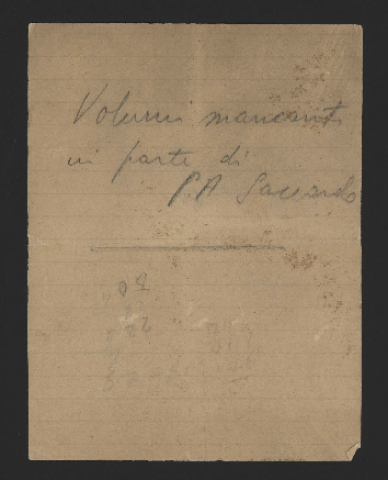 Volumi mancanti
in parte di
P. A Saccardo